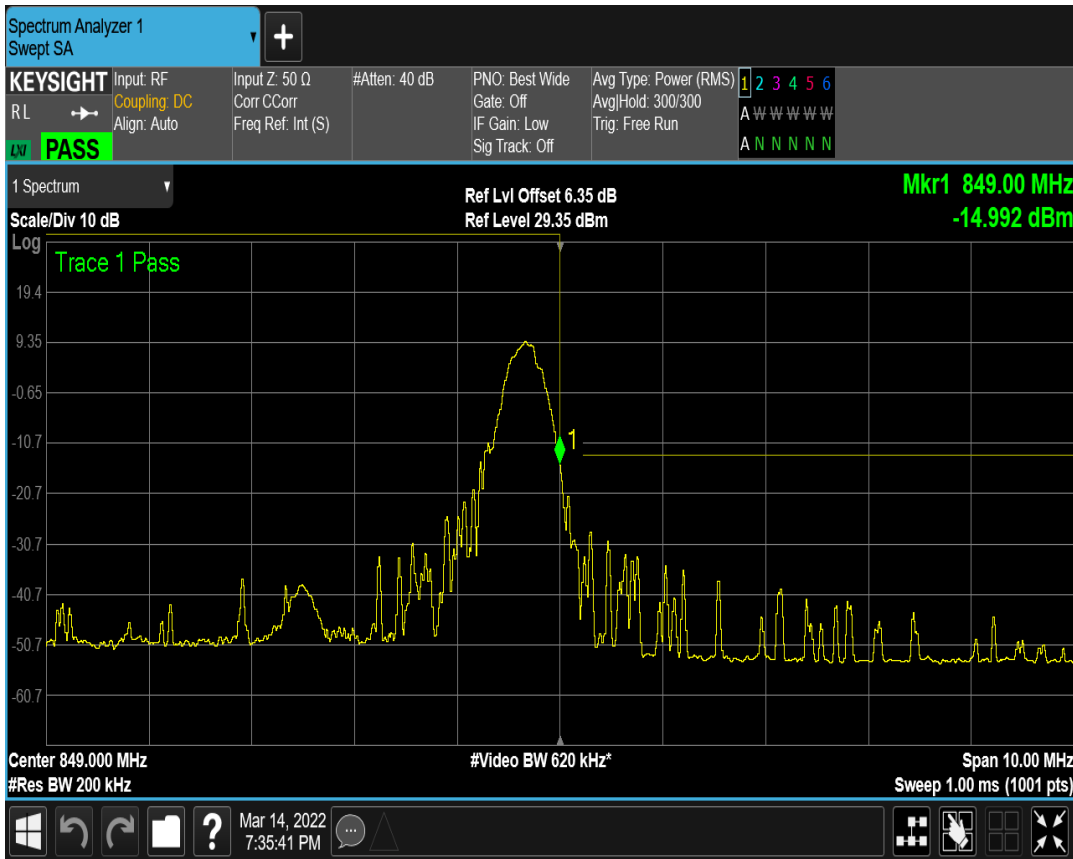 Spectrum Analyzer 1
Swept SA
+
KEYSIGHT
RL
LXI
PASS
Input: RF
Coupling: DC
Align: Auto
Input Z: 50 Ω
Corr CCorr
Freq Ref: Int (S)
#Atten: 40 dB
PNO: Best Wide
Gate: Off
IF Gain: Low
Sig Track: Off
Avg Type: Power (RMS)
Avg|Hold: 300/300
Trig: Free Run
1 2 3 4 5 6
A W W W W W
A N N N N N
1 Spectrum
Scale/Div 10 dB
Ref Lvl Offset 6.35 dB
Ref Level 29.35 dBm
Mkr1 849.00 MHz
-14.992 dBm
Log
Trace 1 Pass
19.4
9.35
-0.65
-10.7
1
-20.7
-30.7
-40.7
-50.7
-60.7
Center 849.000 MHz
#Res BW 200 kHz
#Video BW 620 kHz*
Span 10.00 MHz
Sweep 1.00 ms (1001 pts)
?
Mar 14, 2022
7:35:41 PM